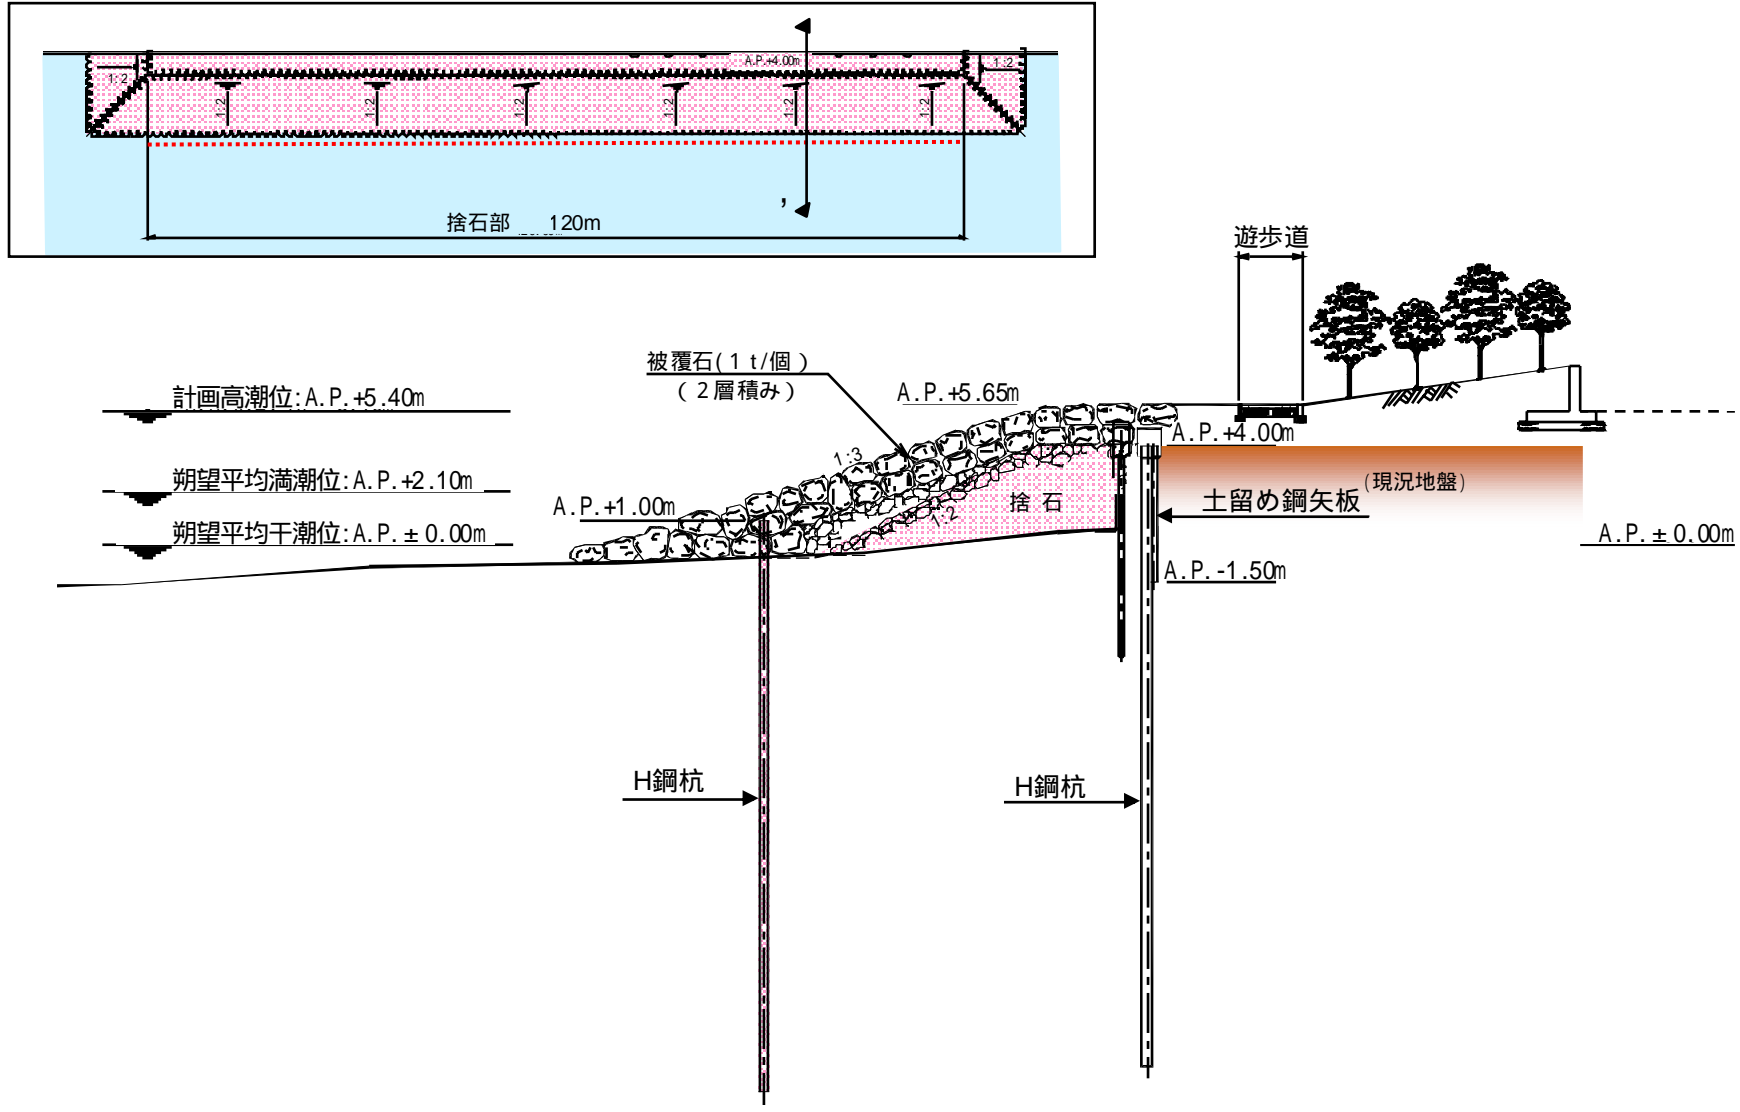 A.P.+4.00m
1:2
1:2
1:2
1:2
1:2
1:2
1:2
1:2
捨石部 120m
,
遊歩道
被覆石(1t/個)
(2層積み)
A.P.+5.65m
計画高潮位:A.P.+5.40m
A.P.+4.00m
1:3
朔望平均満潮位:A.P.+2.10m
(現況地盤)
土留め鋼矢板
捨石
1:2
A.P.+1.00m
朔望平均干潮位:A.P.±0.00m
A.P.±0.00m
A.P.-1.50m
H鋼杭
H鋼杭